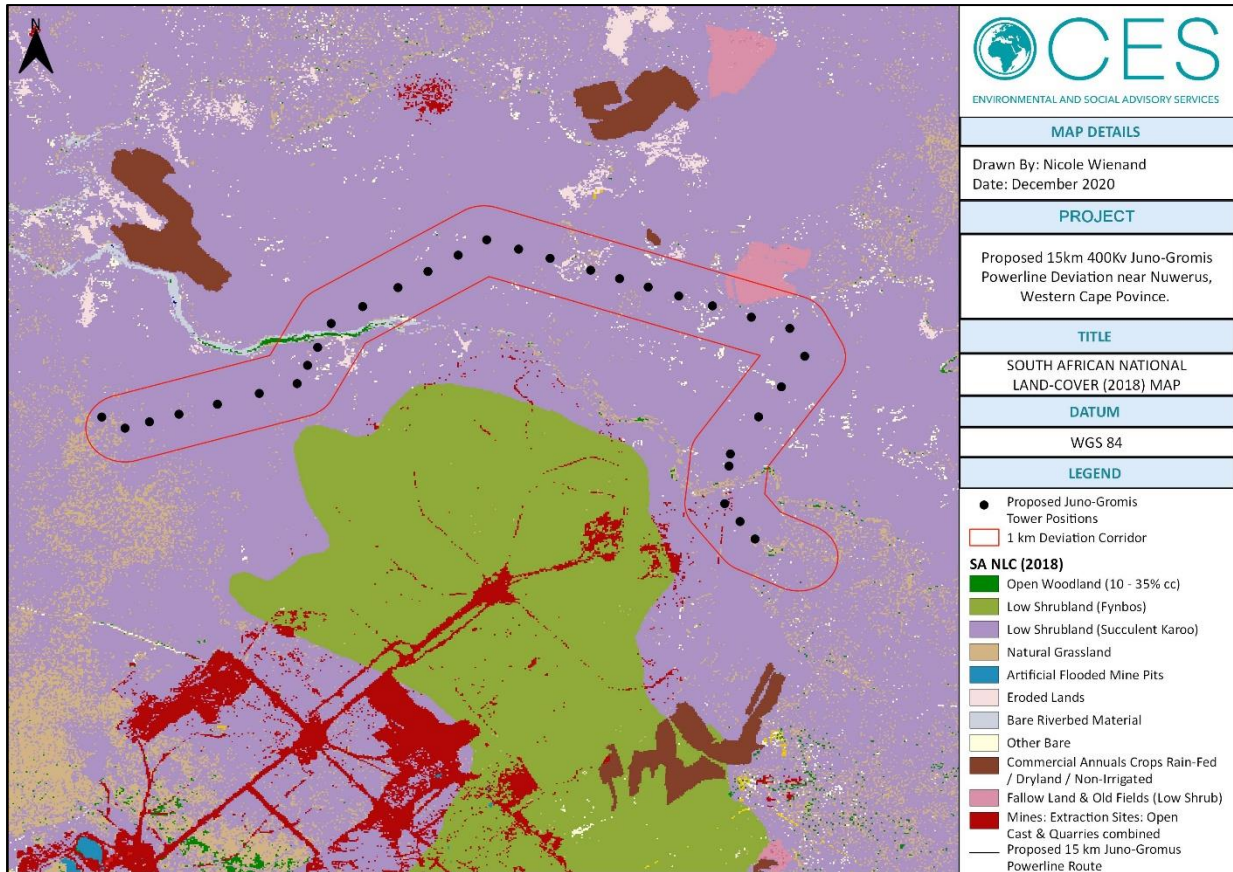 N
CES
ENVIRONMENTAL AND SOCIAL ADVISORY SERVICES
MAP DETAILS
Drawn By: Nicole Wienand
Date: December 2020
PROJECT
Proposed 15km 400Kv Juno-Gromis
Powerline Deviation near Nuwerus,
Western Cape Povince.
TITLE
SOUTH AFRICAN NATIONAL
LAND-COVER (2018) MAP
DATUM
WGS 84
LEGEND
Proposed Juno-Gromis
Tower Positions
1 km Deviation Corridor
SA NLC (2018)
Open Woodland (10 - 35% cc)
Low Shrubland (Fynbos)
Low Shrubland (Succulent Karoo)
Natural Grassland
Artificial Flooded Mine Pits
Eroded Lands
Bare Riverbed Material
Other Bare
Commercial Annuals Crops Rain-Fed
/ Dryland / Non-Irrigated
Fallow Land & Old Fields (Low Shrub)
Mines: Extraction Sites: Open
Cast & Quarries combined
Proposed 15 km Juno-Gromus
Powerline Route